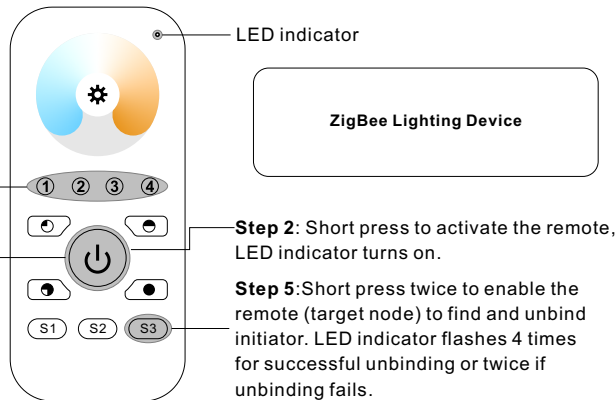 LED indicator
ZigBee Lighting Device
1 2 3 4
Step 2: Short press to activate the remote,
LED indicator turns on.
Step 5:Short press twice to enable the
remote (target node) to find and unbind
initiator. LED indicator flashes 4 times
for successful unbinding or twice if
unbinding fails.
S1 S2 S3